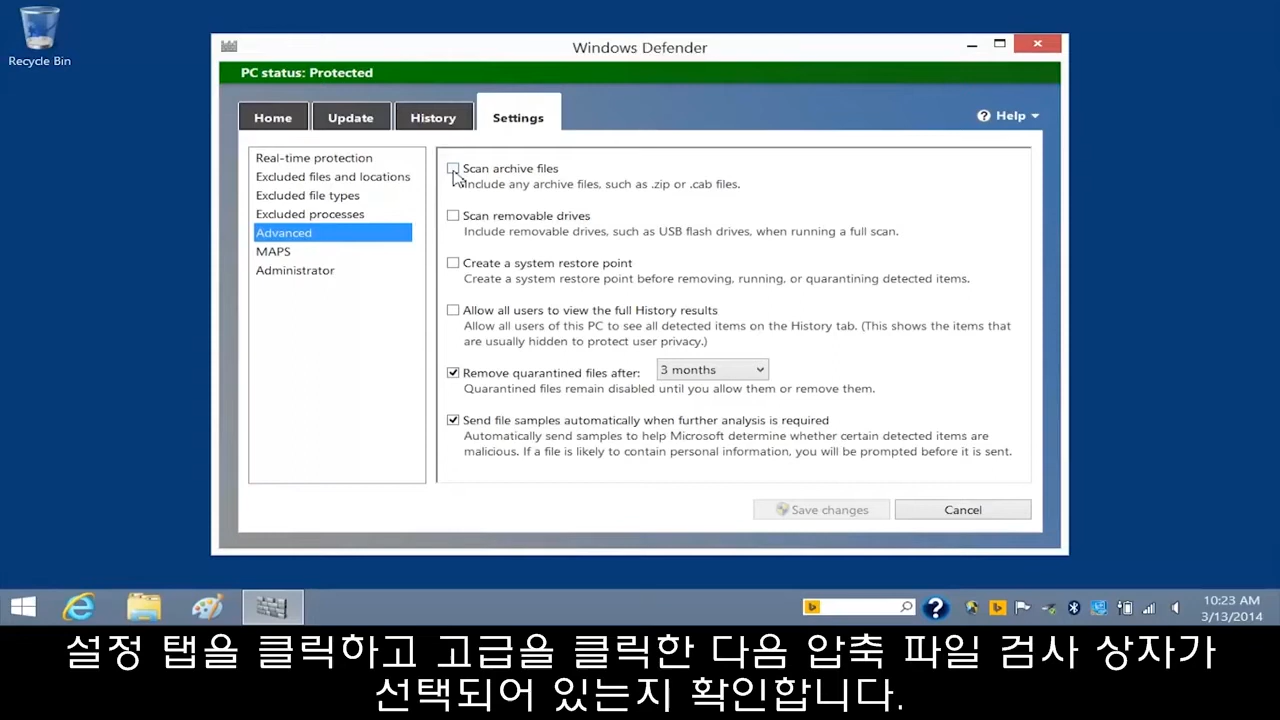 Recycle Bin
Windows Defender
PC status: Protected
Home
Update
History
Settings
Help
Real-time protection
Excluded files and locations
Excluded file types
Excluded processes
Advanced
MAPS
Administrator
Scan archive files
Include any archive files, such as .zip or .cab files.
Scan removable drives
Include removable drives, such as USB flash drives, when running a full scan.
Create a system restore point
Create a system restore point before removing, running, or quarantining detected items.
Allow all users to view the full History results
Allow all users of this PC to see all detected items on the History tab. (This shows the items that
are usually hidden to protect user privacy.)
Remove quarantined files after: 3 months
Quarantined files remain disabled until you allow them or remove them.
Send file samples automatically when further analysis is required
Automatically send samples to help Microsoft determine whether certain detected items are
malicious. If a file is likely to contain personal information, you will be prompted before it is sent.
Save changes
Cancel
10:23 AM
3/13/2014
설정 탭을 클릭하고 고급을 클릭한 다음 압축 파일 검사 상자가
선택되어 있는지 확인합니다.